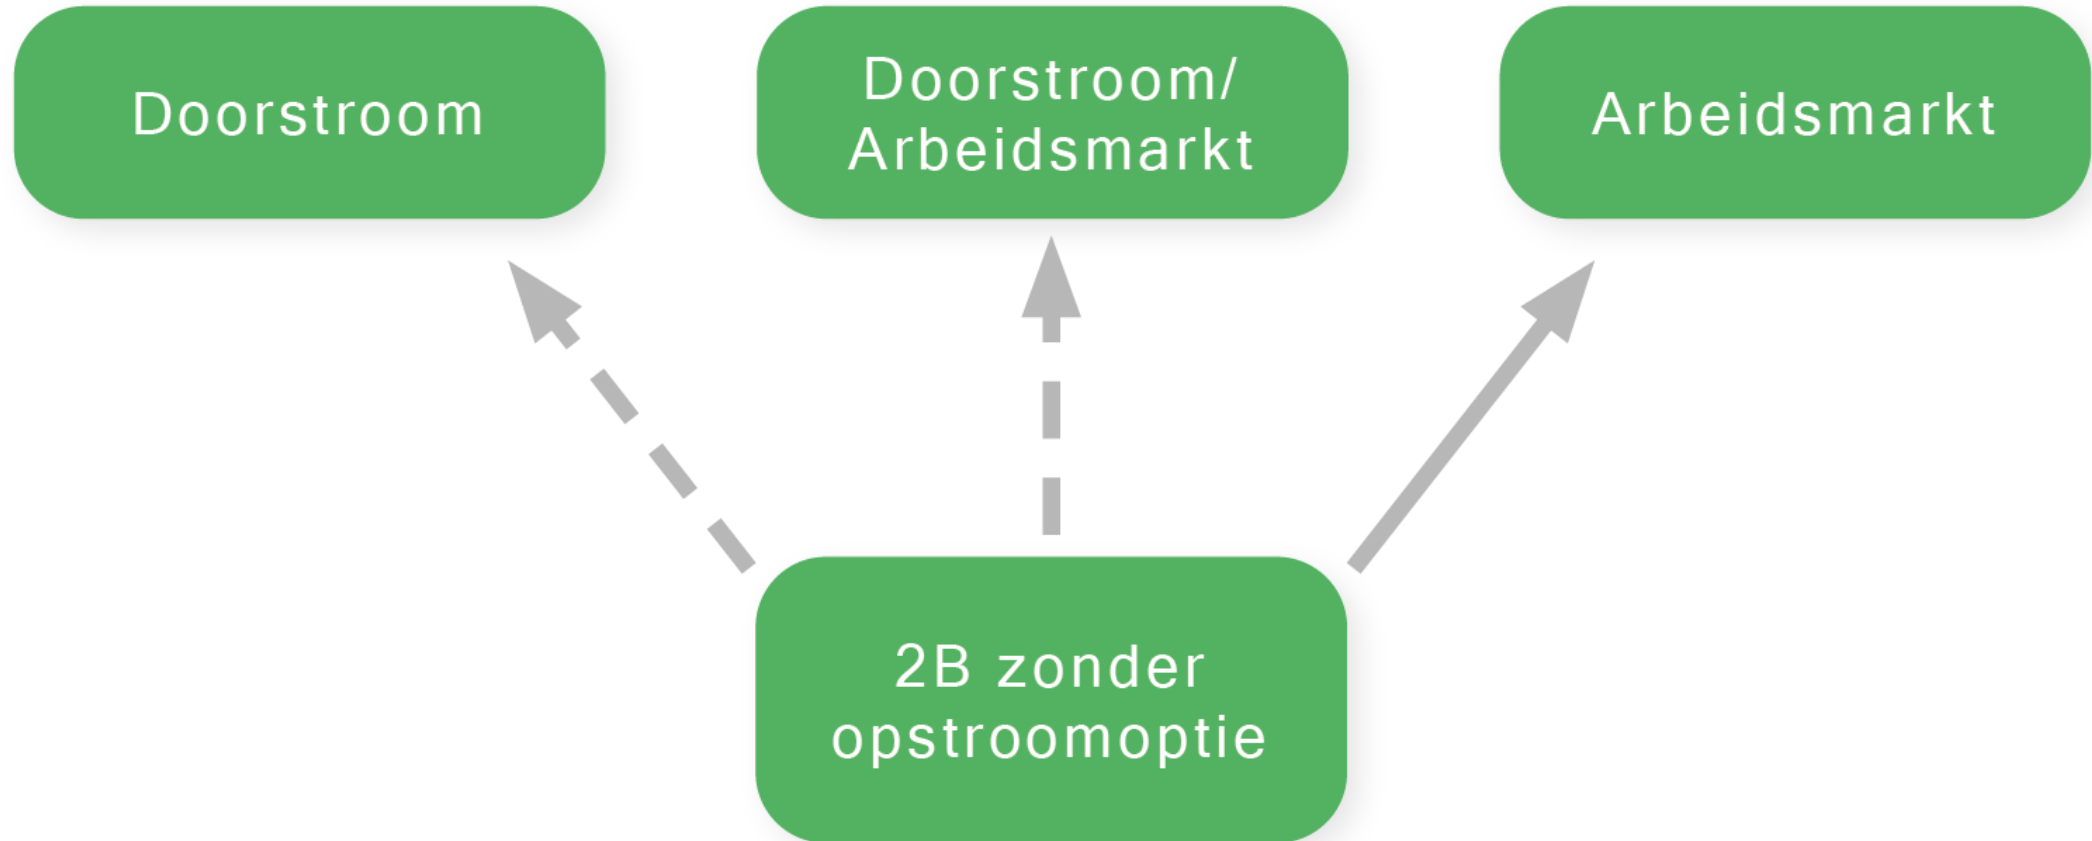 Doorstroom
Doorstroom/
Arbeidsmarkt
Arbeidsmarkt
2B zonder
opstroomoptie